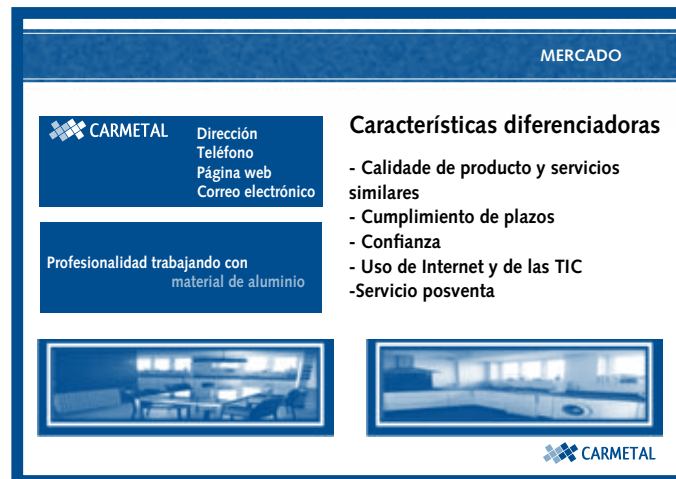 MERCADO
CARMETAL
Dirección
Teléfono
Página web
Correo electrónico
Profesionalidad trabajando con
material de aluminio
Características diferenciadoras
- Calidade de producto y servicios
similares
- Cumplimiento de plazos
- Confianza
- Uso de Internet y de las TIC
-Servicio posventa
CARMETAL